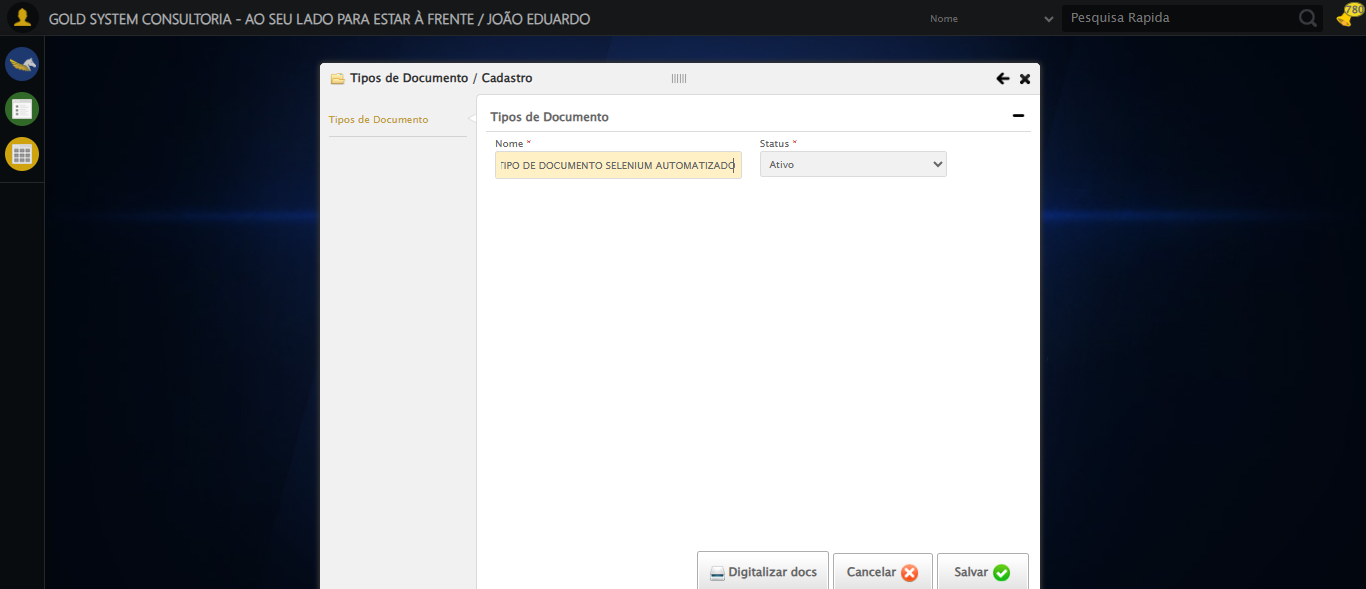 GOLD SYSTEM CONSULTORIA - AO SEU LADO PARA ESTAR À FRENTE / JOÃO EDUARDO
Nome
Pesquisa Rapida
780
Tipos de Documento / Cadastro
Tipos de Documento
Tipos de Documento
Nome *
Status *
TIPO DE DOCUMENTO SELENIUM AUTOMATIZADO
Ativo
Digitalizar docs
Cancelar
Salvar